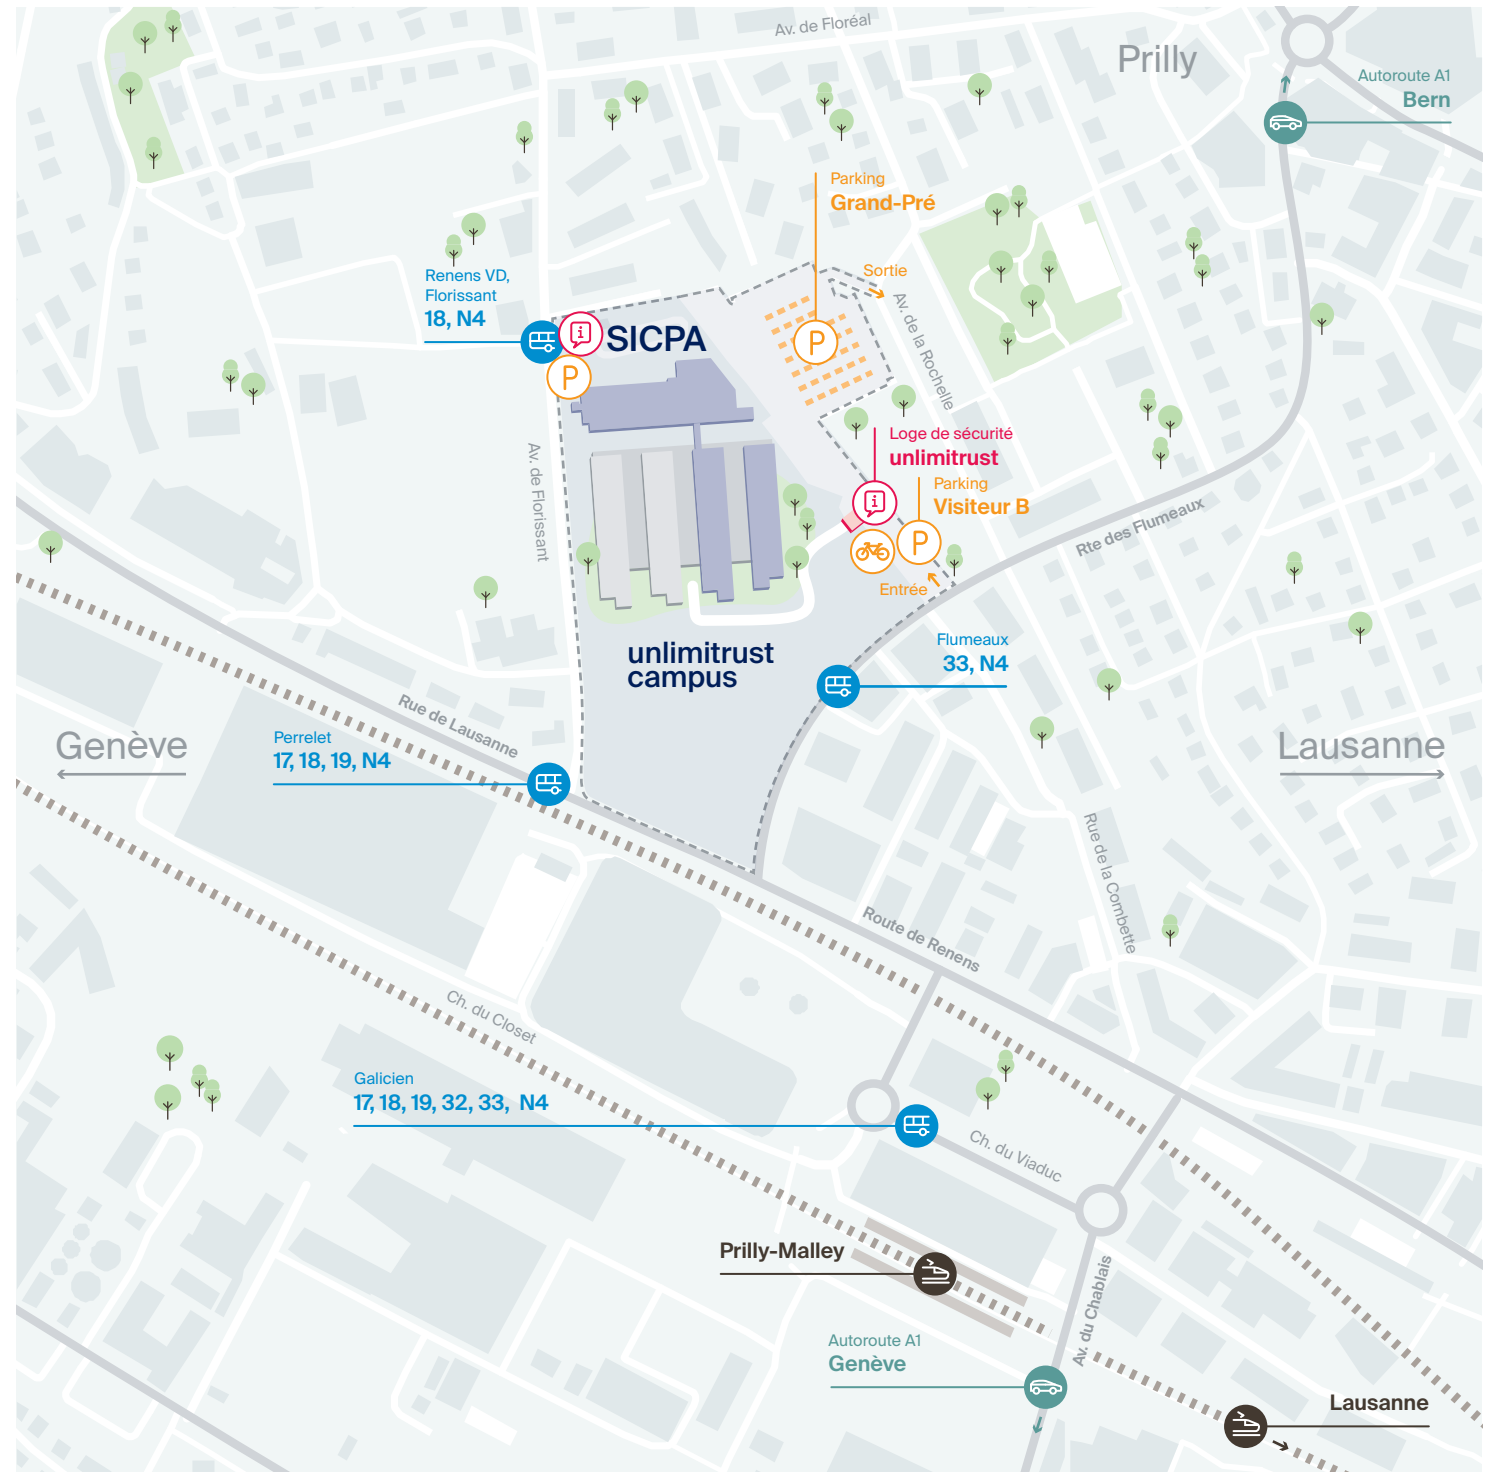 Av. de Floréal
Prilly
Autoroute A1
Bern
Parking
Grand-Pré
Sortie
Av. de la Rochelle
Renens VD,
Florissant
18, N4
i
SICPA
P
P
Loge de sécurité
unlimitrust
Parking
Visiteur B
i
P
Entrée
Av. de Florissant
Rte des Flumeaux
unlimitrust
campus
Flumeaux
33, N4
Rue de Lausanne
Genève
Perrelet
17, 18, 19, N4
Lausanne
Rue de la Combette
Route de Renens
Ch. du Closet
Galicien
17, 18, 19, 32, 33, N4
Ch. du Viaduc
Prilly-Malley
Av. du Chablais
Autoroute A1
Genève
Lausanne